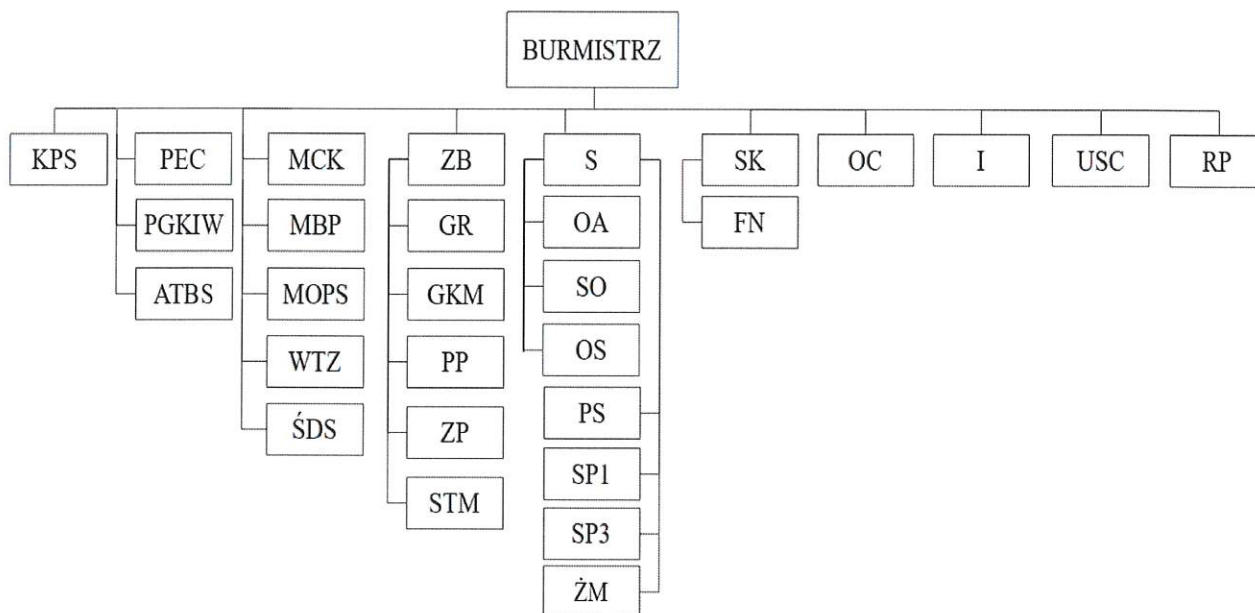 BURMISTRZ
KPS PEC MCK ZB S SK OC I USC RP
PGKIW MBP GR OA FN
ATBS MOPS GKM SO
WTZ PP OS
ŚDS ZP PS
STM SP1
SP3
ŻM